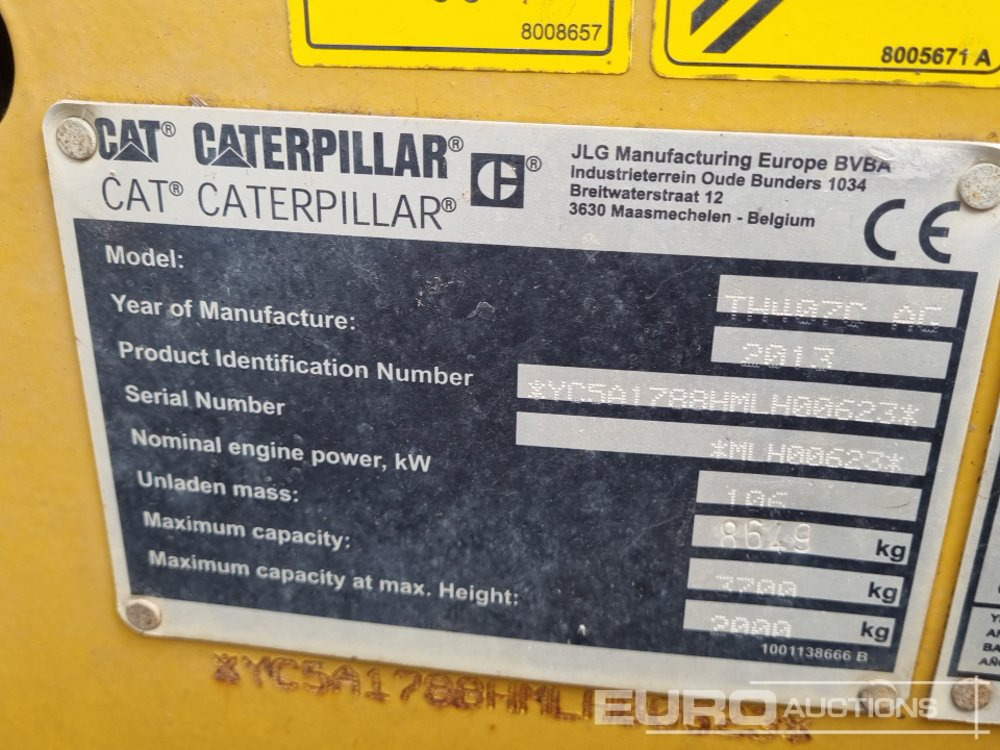 8008657
8005671 A
CAT® CATERPILLAR®
CAT® CATERPILLAR®
JLG Manufacturing Europe BVBA
Industrieterrein Oude Bunders 1034
Breitwaterstraat 12
3630 Maasmechelen - Belgium
CE
Model: TH407C AG
Year of Manufacture: 2013
Product Identification Number *YC5A1788HMLH00623*
Serial Number *MLH00623*
Nominal engine power, kW 106
Unladen mass: 8649 kg
Maximum capacity: 3700 kg
Maximum capacity at max. Height: 2000 kg
1001138666 B
EURO AUCTIONS